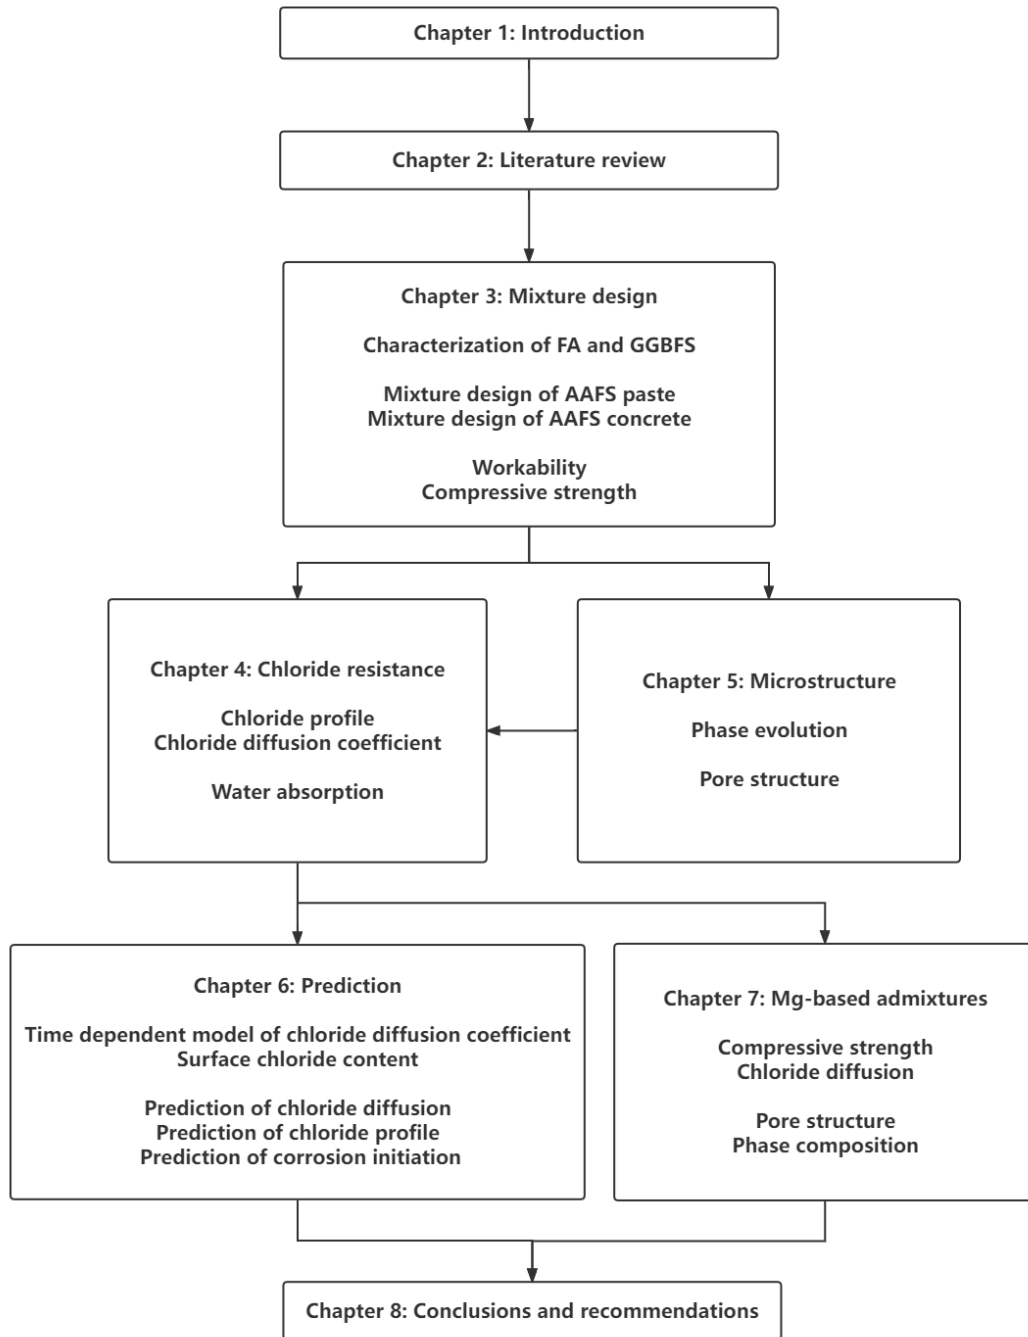 Chapter 1: Introduction
Chapter 2: Literature review
Chapter 3: Mixture design
Characterization of FA and GGBFS
Mixture design of AAFS paste
Mixture design of AAFS concrete
Workability
Compressive strength
Chapter 4: Chloride resistance
Chloride profile
Chloride diffusion coefficient
Water absorption
Chapter 5: Microstructure
Phase evolution
Pore structure
Chapter 6: Prediction
Time dependent model of chloride diffusion coefficient
Surface chloride content
Prediction of chloride diffusion
Prediction of chloride profile
Prediction of corrosion initiation
Chapter 7: Mg-based admixtures
Compressive strength
Chloride diffusion
Pore structure
Phase composition
Chapter 8: Conclusions and recommendations